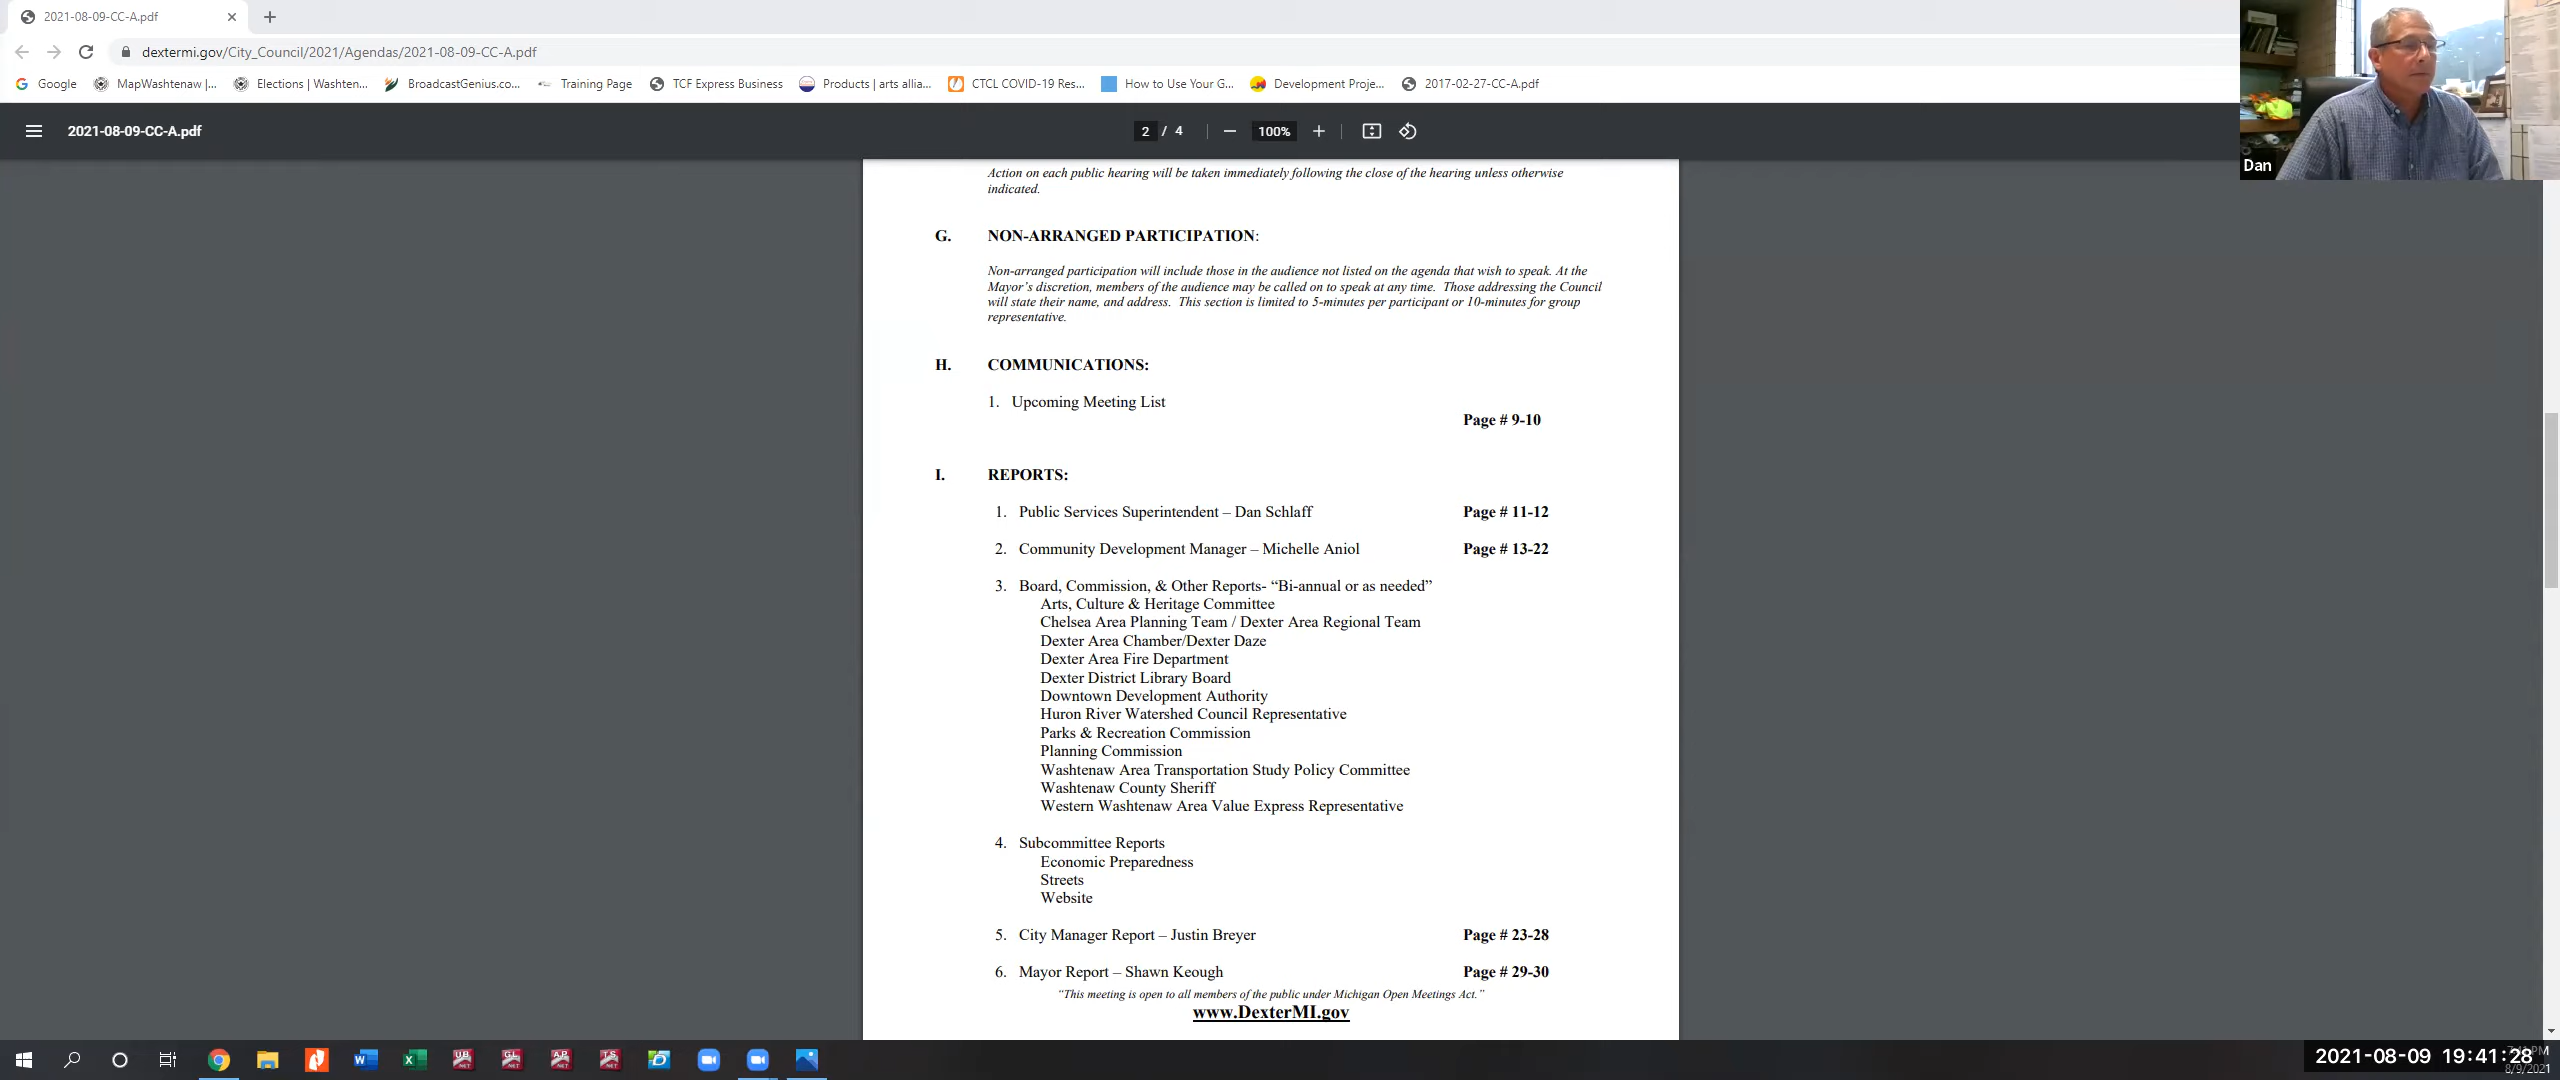 2021-08-09-CC-A.pdf
dextermi.gov/City_Council/2021/Agendas/2021-08-09-CC-A.pdf
Google MapWashtenaw |... Elections | Washten... BroadcastGenius.co... Training Page TCF Express Business Products | arts allia... CTCL COVID-19 Res... How to Use Your G... Development Proje... 2017-02-27-CC-A.pdf
2021-08-09-CC-A.pdf 2 / 4 100%
Dan
Action on each public hearing will be taken immediately following the close of the hearing unless otherwise
indicated.
G. NON-ARRANGED PARTICIPATION:
Non-arranged participation will include those in the audience not listed on the agenda that wish to speak. At the
Mayor’s discretion, members of the audience may be called on to speak at any time. Those addressing the Council
will state their name, and address. This section is limited to 5-minutes per participant or 10-minutes for group
representative.
H. COMMUNICATIONS:
1. Upcoming Meeting List
Page # 9-10
I. REPORTS:
1. Public Services Superintendent – Dan Schlaff Page # 11-12
2. Community Development Manager – Michelle Aniol Page # 13-22
3. Board, Commission, & Other Reports- “Bi-annual or as needed”
Arts, Culture & Heritage Committee
Chelsea Area Planning Team / Dexter Area Regional Team
Dexter Area Chamber/Dexter Daze
Dexter Area Fire Department
Dexter District Library Board
Downtown Development Authority
Huron River Watershed Council Representative
Parks & Recreation Commission
Planning Commission
Washtenaw Area Transportation Study Policy Committee
Washtenaw County Sheriff
Western Washtenaw Area Value Express Representative
4. Subcommittee Reports
Economic Preparedness
Streets
Website
5. City Manager Report – Justin Breyer Page # 23-28
6. Mayor Report – Shawn Keough Page # 29-30
“This meeting is open to all members of the public under Michigan Open Meetings Act.”
www.DexterMI.gov
2021-08-09 19:41:28
8/9/2021